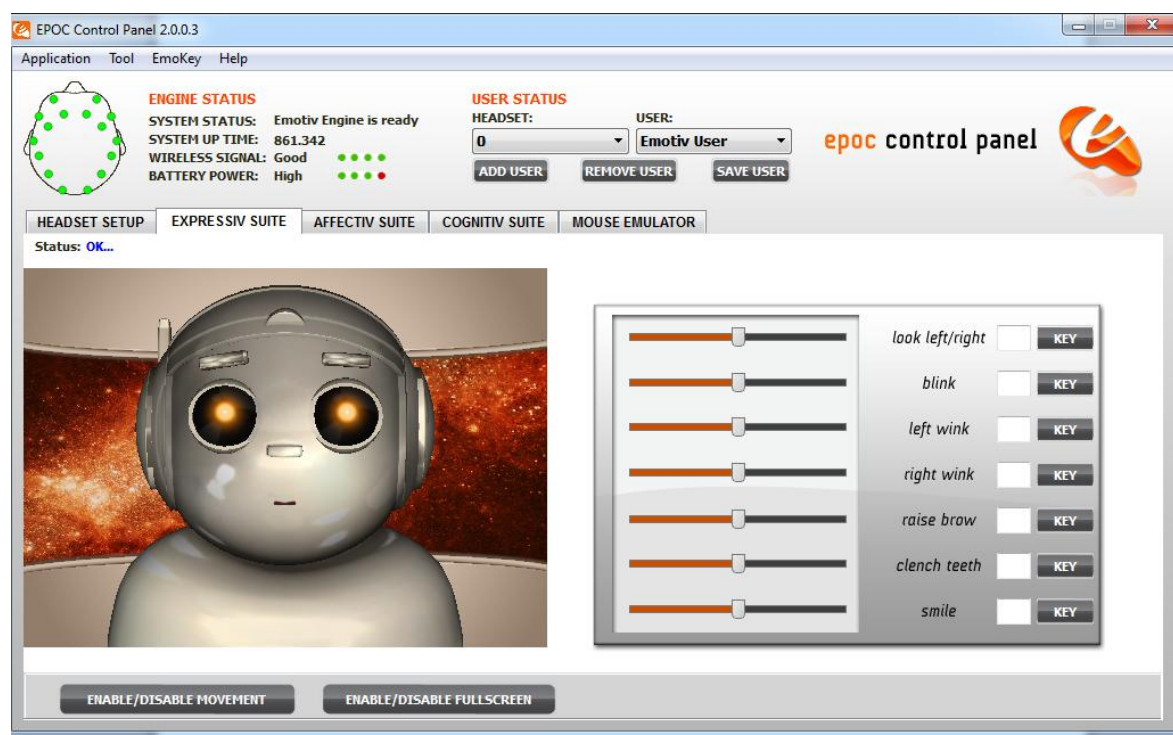 EPOC Control Panel 2.0.0.3
Application Tool EmoKey Help
ENGINE STATUS
SYSTEM STATUS: Emotiv Engine is ready
SYSTEM UP TIME: 861.342
WIRELESS SIGNAL: Good
BATTERY POWER: High
USER STATUS
HEADSET: USER:
0 Emotiv User
ADD USER REMOVE USER SAVE USER
epoc control panel
HEADSET SETUP EXPRESSIV SUITE AFFECTIV SUITE COGNITIV SUITE MOUSE EMULATOR
Status: OK...
look left/right KEY
blink KEY
left wink KEY
right wink KEY
raise brow KEY
clench teeth KEY
smile KEY
ENABLE/DISABLE MOVEMENT ENABLE/DISABLE FULLSCREEN